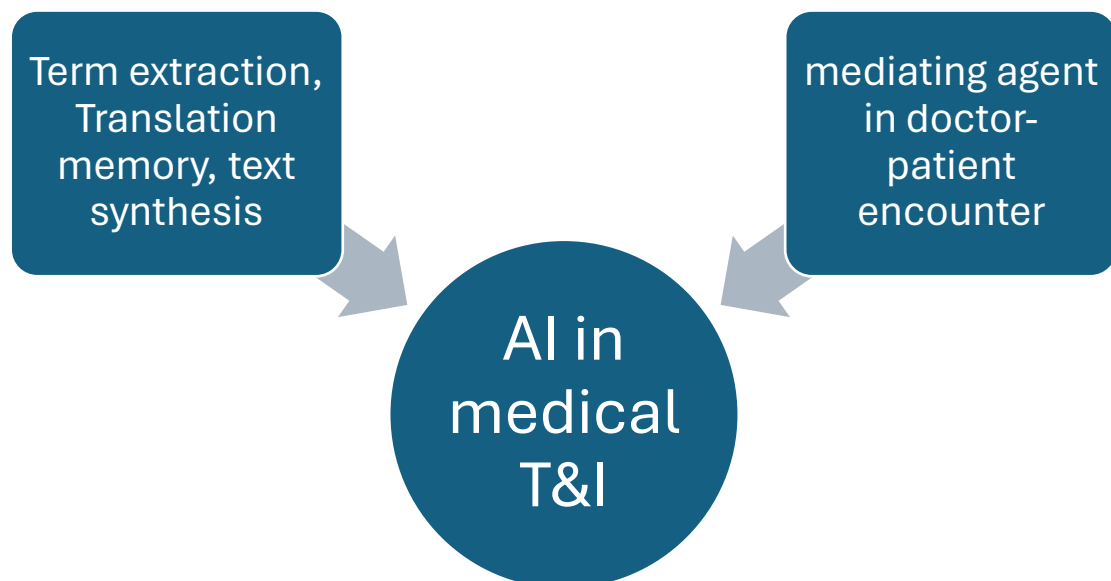 Term extraction,
Translation
memory, text
synthesis
mediating agent
in doctor-
patient
encounter
AI in
medical
T&I